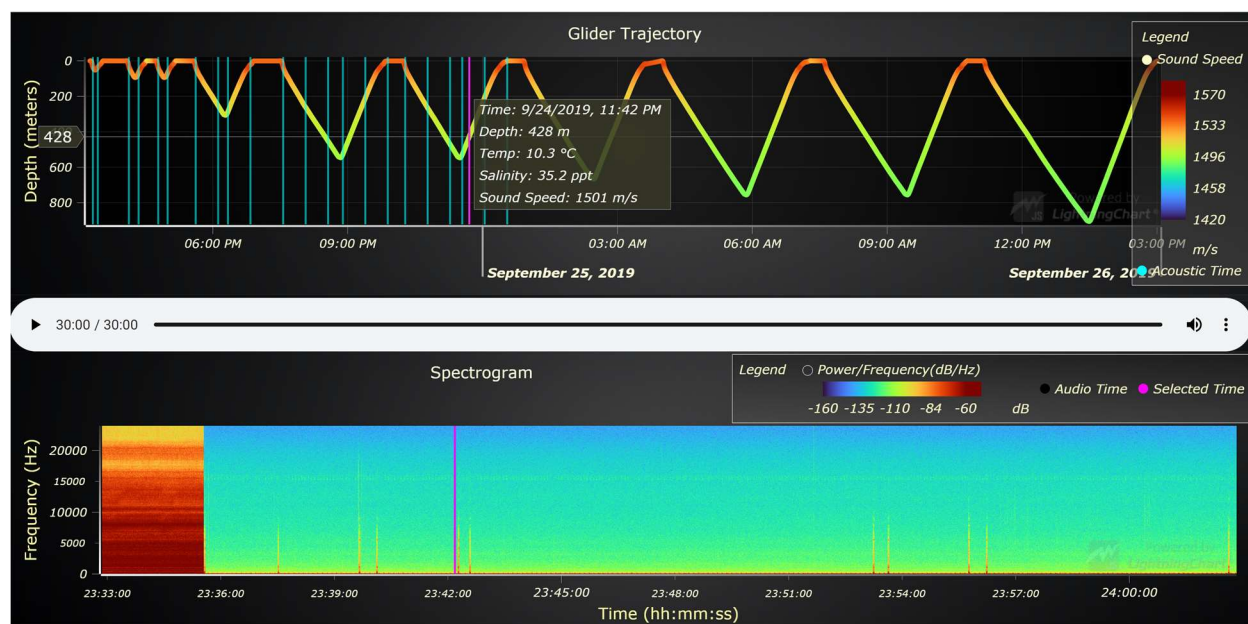 Glider Trajectory
Legend
Sound Speed
1570
1533
1496
1458
1420
m/s
Acoustic Time
Depth (meters)
0
200
428
600
800
Time: 9/24/2019, 11:42 PM
Depth: 428 m
Temp: 10.3 °C
Salinity: 35.2 ppt
Sound Speed: 1501 m/s
Powered by
LightningChart®
06:00 PM 09:00 PM 03:00 AM 06:00 AM 09:00 AM 12:00 PM 03:00 PM
September 25, 2019 September 26, 2019
30:00 / 30:00
Spectrogram
Legend Power/Frequency(dB/Hz)
-160 -135 -110 -84 -60 dB
Audio Time Selected Time
Frequency (Hz)
20000
15000
10000
5000
0
Powered by
LightningChart®
23:33:00 23:36:00 23:39:00 23:42:00 23:45:00 23:48:00 23:51:00 23:54:00 23:57:00 24:00:00
Time (hh:mm:ss)